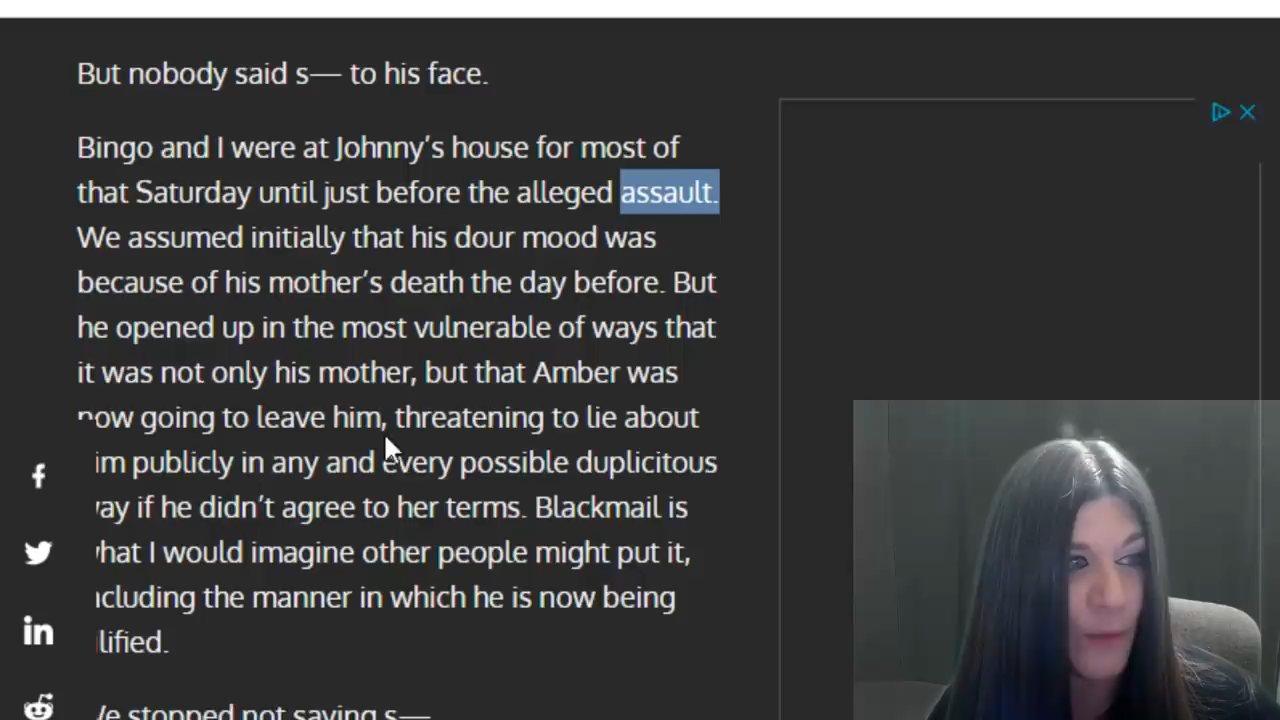 But nobody said s— to his face.
Bingo and I were at Johnny’s house for most of
that Saturday until just before the alleged assault.
We assumed initially that his dour mood was
because of his mother’s death the day before. But
he opened up in the most vulnerable of ways that
it was not only his mother, but that Amber was
now going to leave him, threatening to lie about
im publicly in any and every possible duplicitous
ay if he didn’t agree to her terms. Blackmail is
hat I would imagine other people might put it,
ncluding the manner in which he is now being
lified.
e stopped not saying s—